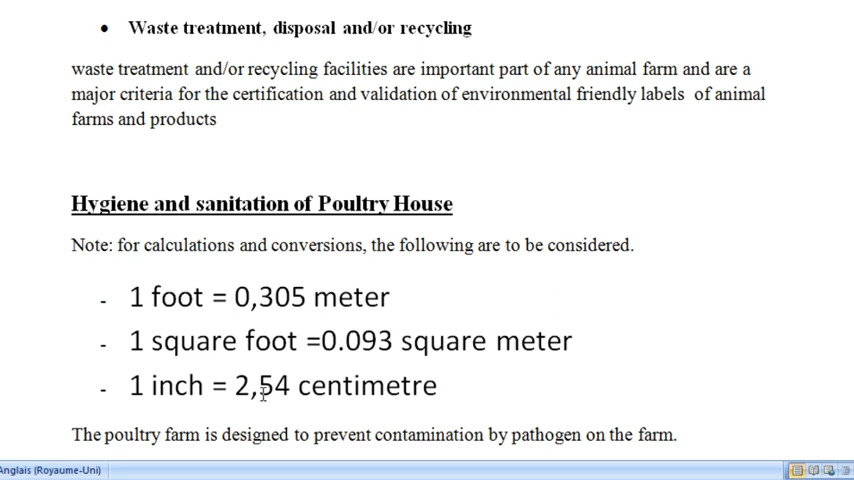 • Waste treatment, disposal and/or recycling
waste treatment and/or recycling facilities are important part of any animal farm and are a
major criteria for the certification and validation of environmental friendly labels of animal
farms and products
Hygiene and sanitation of Poultry House
Note: for calculations and conversions, the following are to be considered.
- 1 foot = 0,305 meter
- 1 square foot =0.093 square meter
- 1 inch = 2,54 centimetre
The poultry farm is designed to prevent contamination by pathogen on the farm.
Anglais (Royaume-Uni)